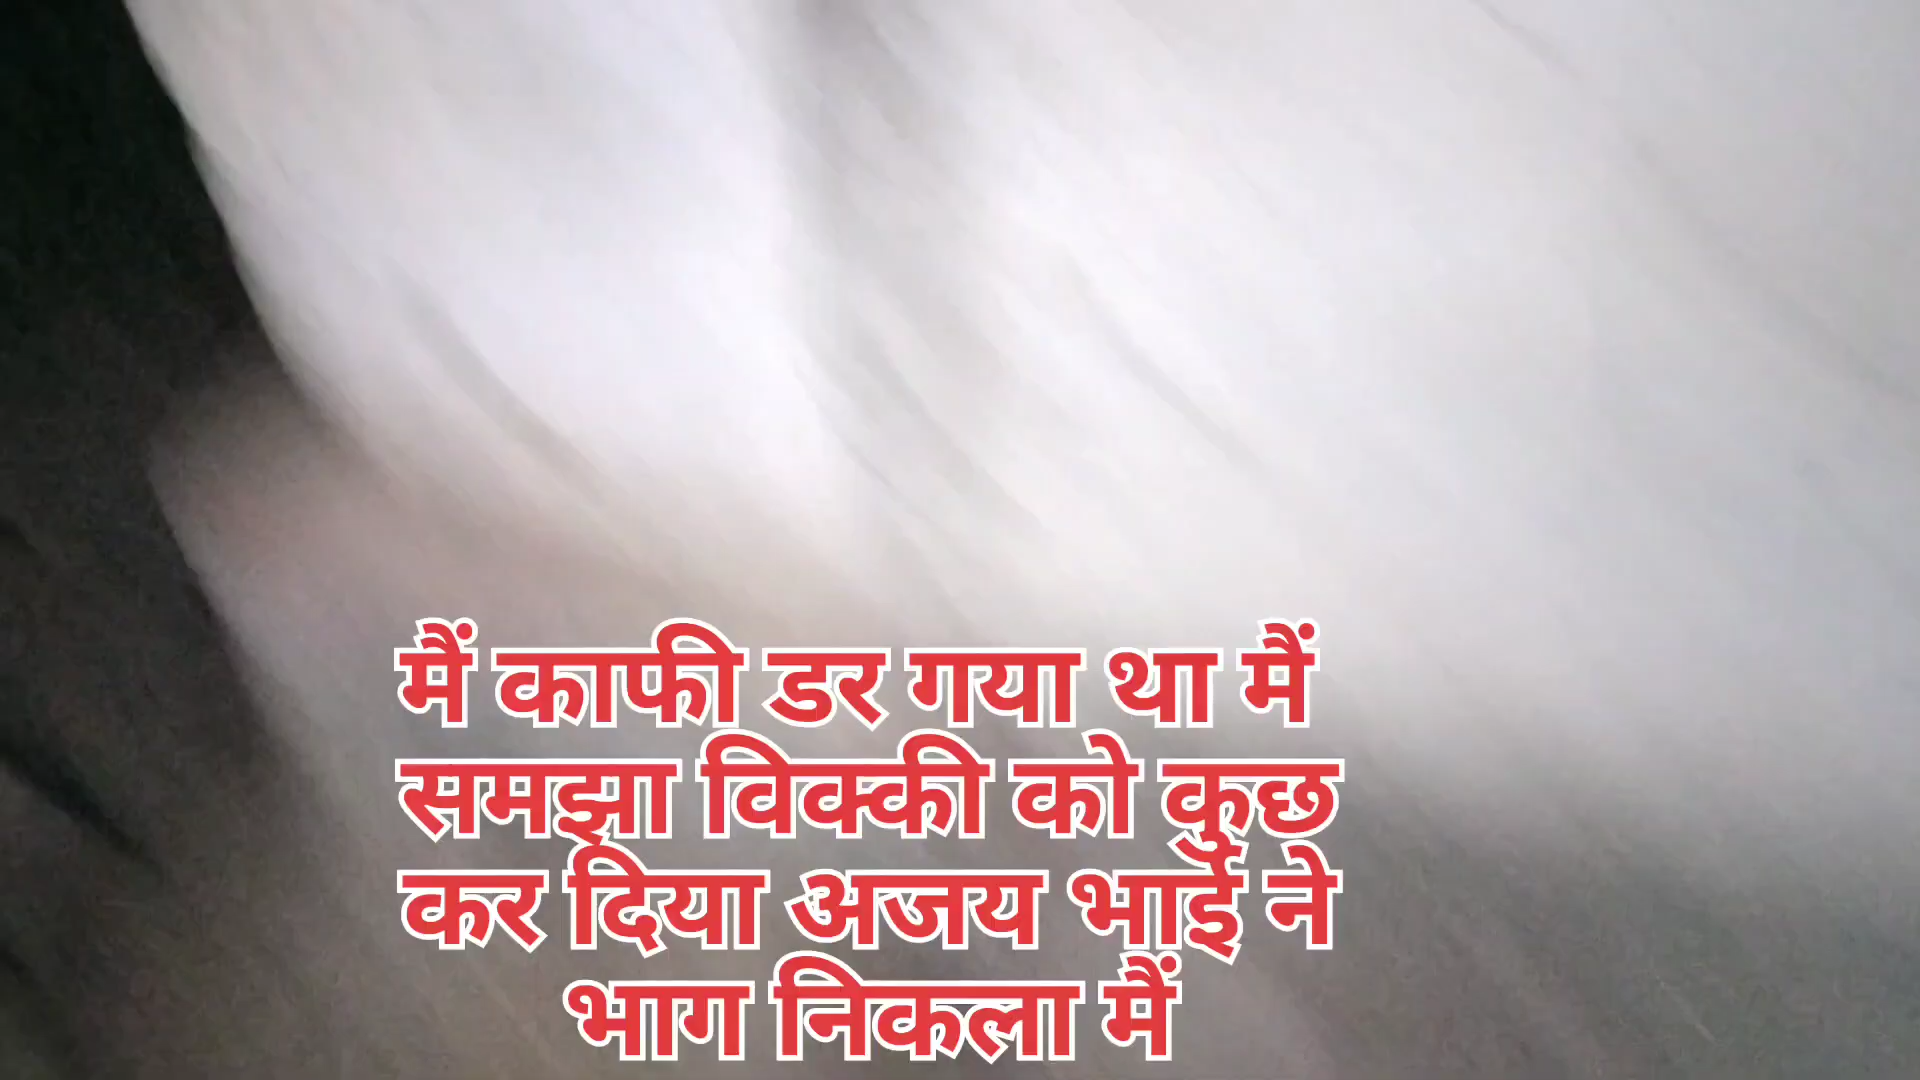 मैं काफी डर गया था मैं
समझा विक्की को कुछ
कर दिया अजय भाई ने
भाग निकला मैं